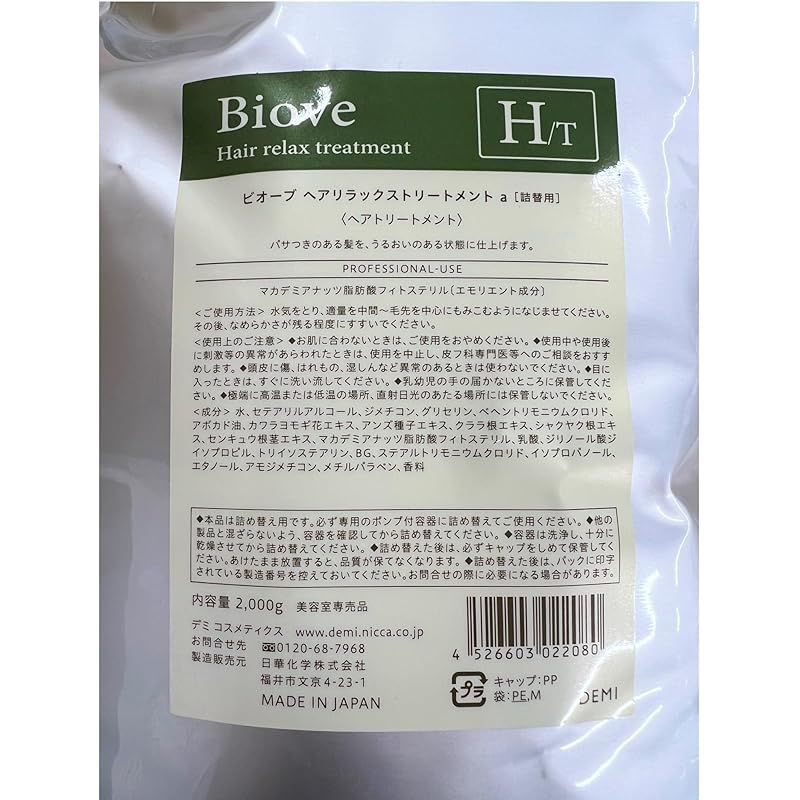 Biove
Hair relax treatment
H/T
ビオーブ ヘアリラックストリートメント a [詰替用]
〈ヘアトリートメント〉
パサつきのある髪を、うるおいのある状態に仕上げます。
PROFESSIONAL-USE
マカデミアナッツ脂肪酸フィトステリル〔エモリエント成分〕
<ご使用方法> 水気をとり、適量を中間〜毛先を中心にもみこむようになじませてください。
その後、なめらかさが残る程度にすすいでください。
<使用上のご注意> ◆お肌に合わないときは、ご使用をおやめください。◆使用中や使用後
に刺激等の異常があらわれたときは、使用を中止し、皮フ科専門医等へのご相談をおすす
めします。◆頭皮に傷、はれもの、湿しんなど異常のあるときは使わないでください。◆目に
入ったときは、すぐに洗い流してください。◆乳幼児の手の届かないところに保管してくださ
い。◆極端に高温または低温の場所、直射日光のあたる場所には保管しないでください。
<成分> 水、セテアリルアルコール、ジメチコン、グリセリン、ベヘントリモニウムクロリド、
アボカド油、カワラヨモギ花エキス、アンズ種子エキス、クララ根エキス、シャクヤク根エキ
ス、センキュウ根茎エキス、マカデミアナッツ脂肪酸フィトステリル、乳酸、ジリノール酸ジ
イソプロピル、トリイソステアリン、BG、ステアルトリモニウムクロリド、イソプロパノール、
エタノール、アモジメチコン、メチルパラベン、香料
◆本品は詰め替え用です。必ず専用のポンプ付容器に詰め替えてご使用ください。◆他の
製品と混ざらないよう、容器を確認してから詰め替えてください。◆容器は洗浄し、十分に
乾燥させてから詰め替えてください。◆詰め替えた後は、必ずキャップをしめて保管してく
ださい。あけたまま放置すると、品質が保てなくなります。◆詰め替えた後は、パックに印字
されている製造番号を控えておいてください。お問合せの際に必要になる場合があります。
内容量 2,000g 美容室専売品
デミ コスメティクス www.demi.nicca.co.jp
お問合せ先 0120-68-7968
製造販売元 日華化学株式会社
福井市文京4-23-1
MADE IN JAPAN
4 526603 022080
プラ
キャップ:PP
袋:PE,M
DEMI